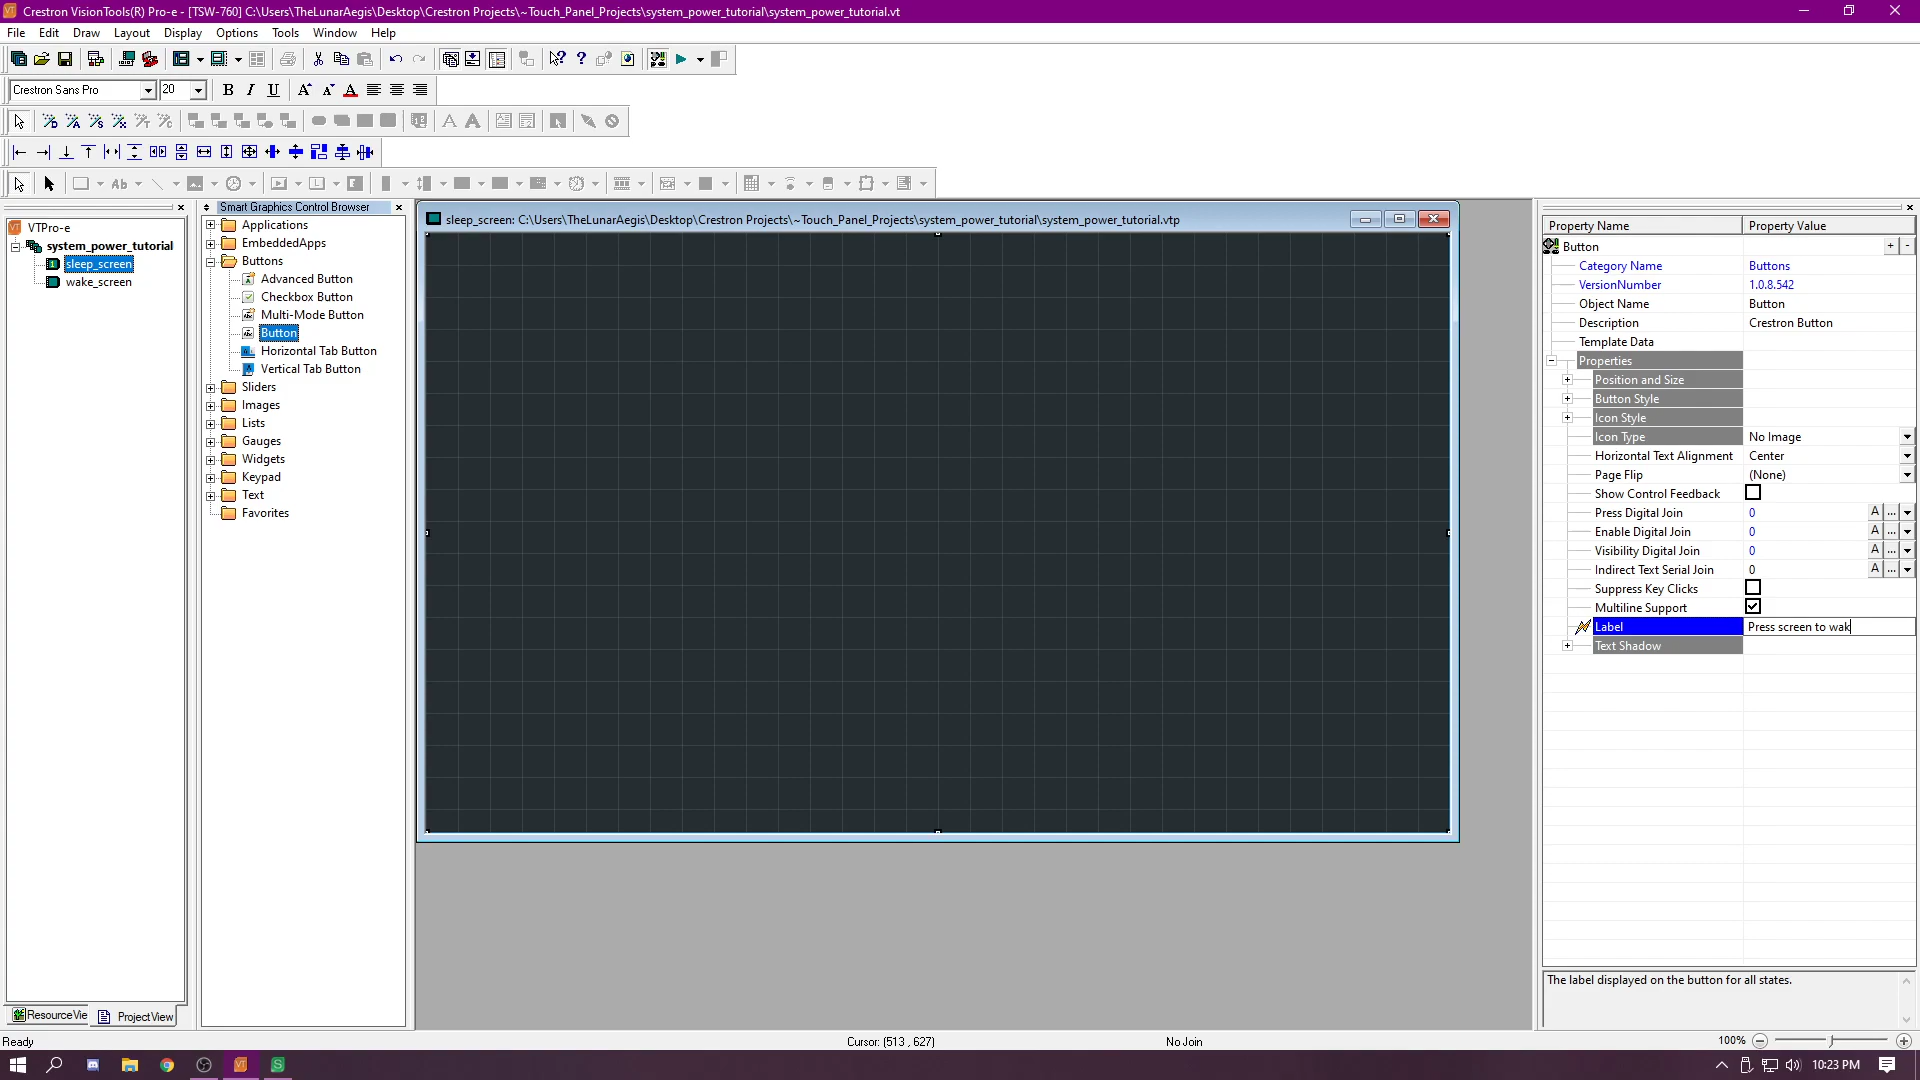 Crestron VisionTools(R) Pro-e - [TSW-760] C:\Users\TheLunarAegis\Desktop\Crestron Projects\~Touch_Panel_Projects\system_power_tutorial\system_power_tutorial.vt
File Edit Draw Layout Display Options Tools Window Help
Crestron Sans Pro 20 B I U A A A
Ab
Smart Graphics Control Browser
sleep_screen: C:\Users\TheLunarAegis\Desktop\Crestron Projects\~Touch_Panel_Projects\system_power_tutorial\system_power_tutorial.vtp
VTPro-e
system_power_tutorial
sleep_screen
wake_screen
Applications
EmbeddedApps
Buttons
Advanced Button
Checkbox Button
Multi-Mode Button
Button
Horizontal Tab Button
Vertical Tab Button
Sliders
Images
Lists
Gauges
Widgets
Keypad
Text
Favorites
Property Name Property Value
Button + -
Category Name Buttons
VersionNumber 1.0.8.542
Object Name Button
Description Crestron Button
Template Data
Properties
Position and Size
Button Style
Icon Style
Icon Type No Image
Horizontal Text Alignment Center
Page Flip (None)
Show Control Feedback
Press Digital Join 0 A ...
Enable Digital Join 0 A ...
Visibility Digital Join 0 A ...
Indirect Text Serial Join 0 A ...
Suppress Key Clicks
Multiline Support
Label Press screen to wak
Text Shadow
The label displayed on the button for all states.
ResourceVie ProjectView
Ready Cursor: (513 , 627) No Join 100%
10:23 PM